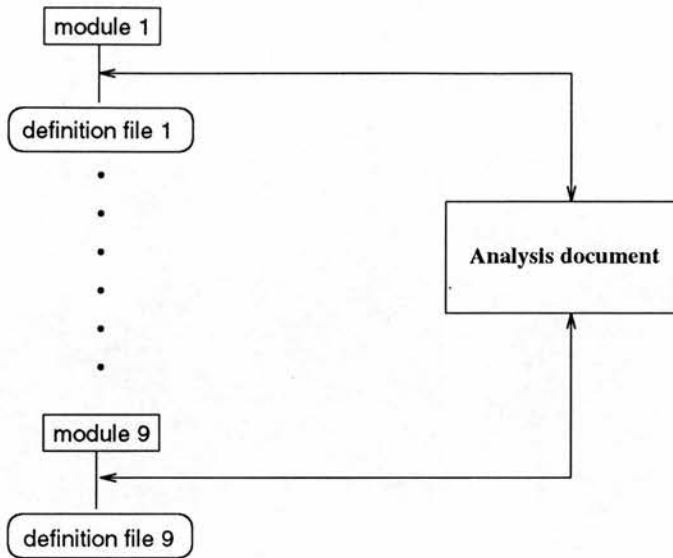 module 1
definition file 1
Analysis document
module 9
definition file 9